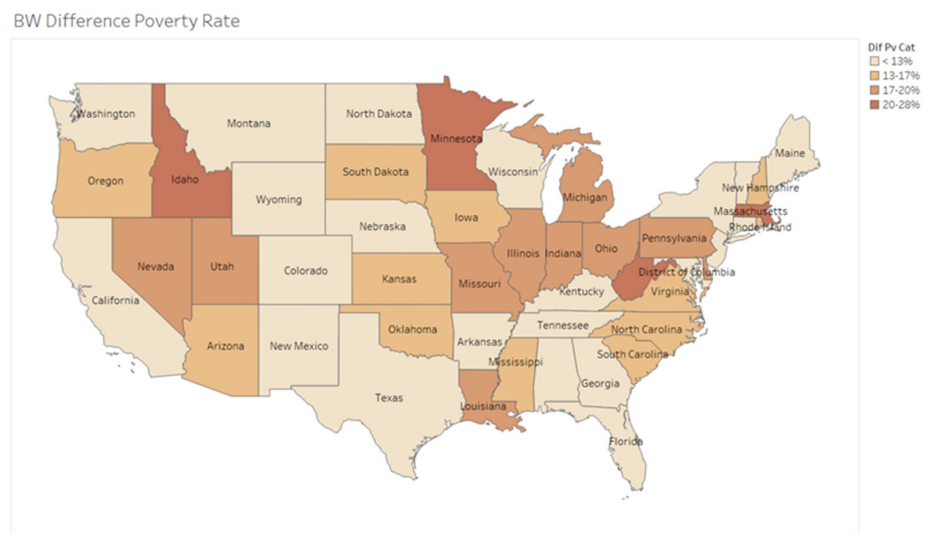 BW Difference Poverty Rate
Dif Pv Cat
< 13%
13-17%
17-20%
20-28%
Washington
Montana
North Dakota
Minnesota
Maine
Oregon
Idaho
Wyoming
South Dakota
Wisconsin
Michigan
New Hampshire
Massachusetts
Rhode Island
Nebraska
Iowa
Nevada
Utah
Colorado
Kansas
Missouri
Illinois
Indiana
Ohio
Pennsylvania
District of Columbia
California
Kentucky
Virginia
Arizona
New Mexico
Oklahoma
Arkansas
Tennessee
North Carolina
South Carolina
Mississippi
Texas
Louisiana
Georgia
Florida